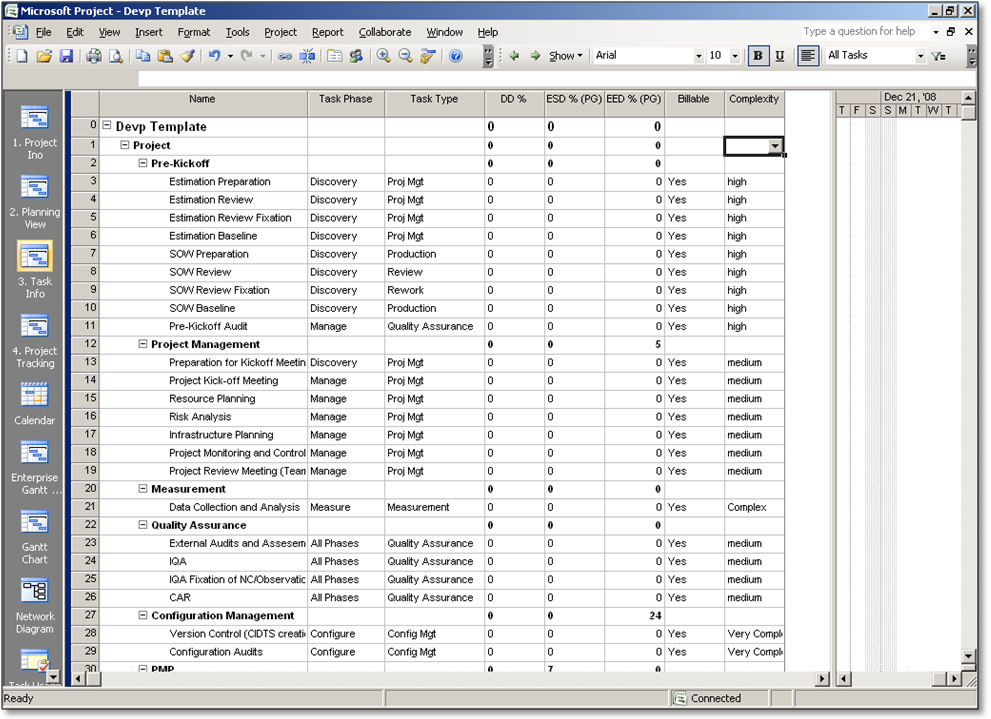 Microsoft Project - Devp Template
File Edit View Insert Format Tools Project Report Collaborate Window Help Type a question for help
Show Arial 10 B U All Tasks
Name Task Phase Task Type DD % ESD % (PG) EED % (PG) Billable Complexity Dec 21, '08
T F S S M T W T
0 Devp Template 0 0 0
1 Project 0 0 0
2 Pre-Kickoff 0 0 0
3 Estimation Preparation Discovery Proj Mgt 0 0 0 Yes high
4 Estimation Review Discovery Proj Mgt 0 0 0 Yes high
5 Estimation Review Fixation Discovery Proj Mgt 0 0 0 Yes high
6 Estimation Baseline Discovery Proj Mgt 0 0 0 Yes high
7 SOW Preparation Discovery Production 0 0 0 Yes high
8 SOW Review Discovery Review 0 0 0 Yes high
9 SOW Review Fixation Discovery Rework 0 0 0 Yes high
10 SOW Baseline Discovery Production 0 0 0 Yes high
11 Pre-Kickoff Audit Manage Quality Assurance 0 0 0 Yes high
12 Project Management 0 0 5
13 Preparation for Kickoff Meetin Discovery Proj Mgt 0 0 0 Yes medium
14 Project Kick-off Meeting Manage Proj Mgt 0 0 0 Yes medium
15 Resource Planning Manage Proj Mgt 0 0 0 Yes medium
16 Risk Analysis Manage Proj Mgt 0 0 0 Yes medium
17 Infrastructure Planning Manage Proj Mgt 0 0 0 Yes medium
18 Project Monitoring and Control Manage Proj Mgt 0 0 0 Yes medium
19 Project Review Meeting (Tean Manage Proj Mgt 0 0 0 Yes medium
20 Measurement 0 0 0
21 Data Collection and Analysis Measure Measurement 0 0 0 Yes Complex
22 Quality Assurance 0 0 0
23 External Audits and Assesem All Phases Quality Assurance 0 0 0 Yes medium
24 IQA All Phases Quality Assurance 0 0 0 Yes medium
25 IQA Fixation of NC/Observatic All Phases Quality Assurance 0 0 0 Yes medium
26 CAR All Phases Quality Assurance 0 0 0 Yes medium
27 Configuration Management 0 0 24
28 Version Control (CIDTS creati Configure Config Mgt 0 0 0 Yes Very Compl
29 Configuration Audits Configure Config Mgt 0 0 0 Yes Very Compl
30 PMP 0 7 0
1. Project
Ino
2. Planning
View
3. Task
Info
4. Project
Tracking
Calendar
Enterprise
Gantt ...
Gantt
Chart
Network
Diagram
Task Usage
Ready Connected